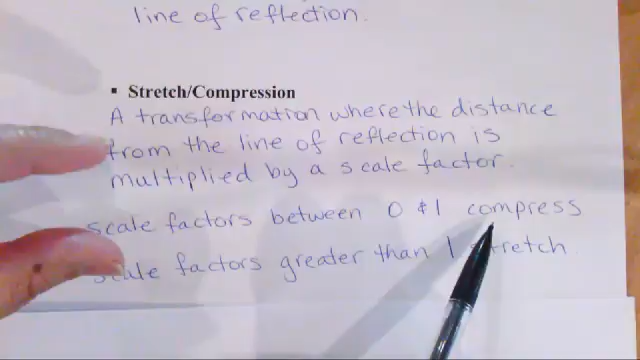 line of reflection.
▪ Stretch/Compression
A transformation where the distance
from the line of reflection is
multiplied by a scale factor.
scale factors between 0 & 1 compress
scale factors greater than 1 stretch.